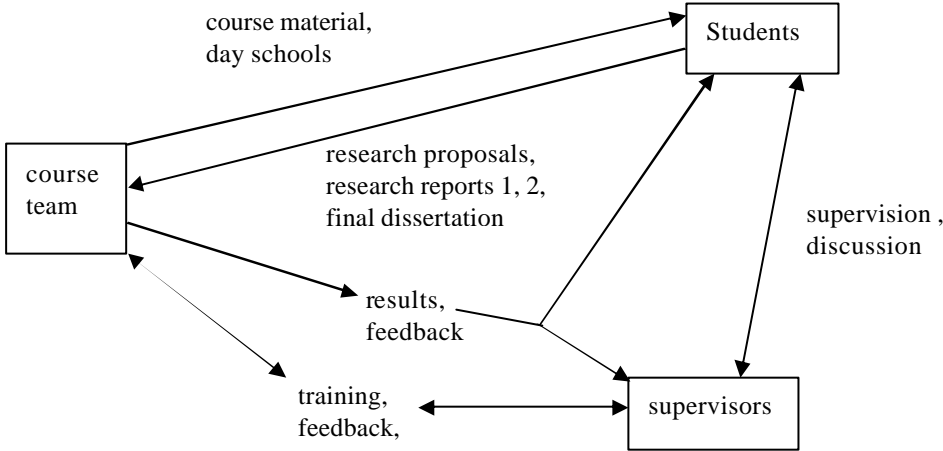 course material,
day schools
Students
research proposals,
research reports 1, 2,
final dissertation
course
team
supervision ,
discussion
results,
feedback
training,
feedback,
supervisors